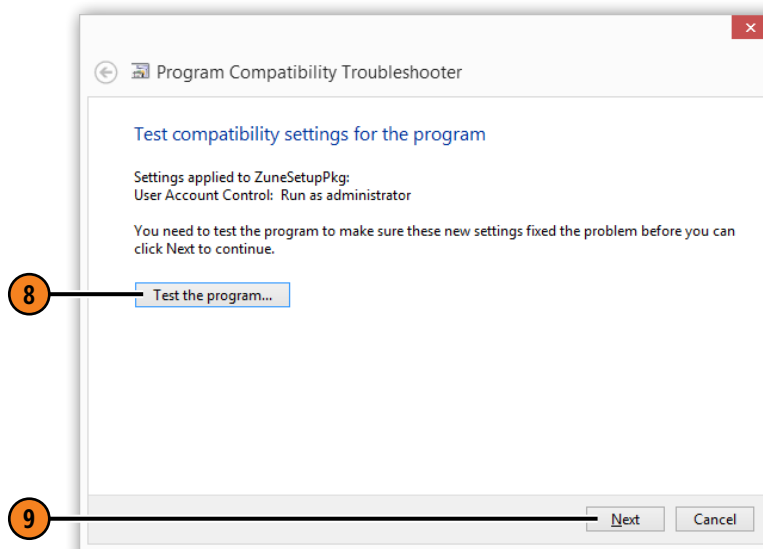 Program Compatibility Troubleshooter
Test compatibility settings for the program
Settings applied to ZuneSetupPkg:
User Account Control:  Run as administrator
You need to test the program to make sure these new settings fixed the problem before you can
click Next to continue.
8
Test the program...
9
Next
Cancel